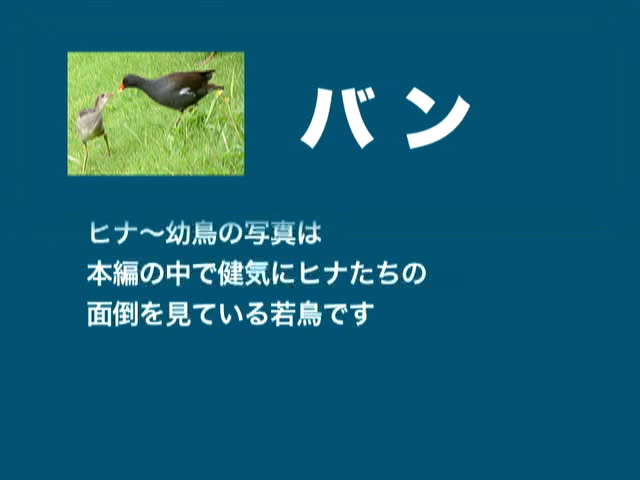 バン
ヒナ～幼鳥の写真は
本編の中で健気にヒナたちの
面倒を見ている若鳥です